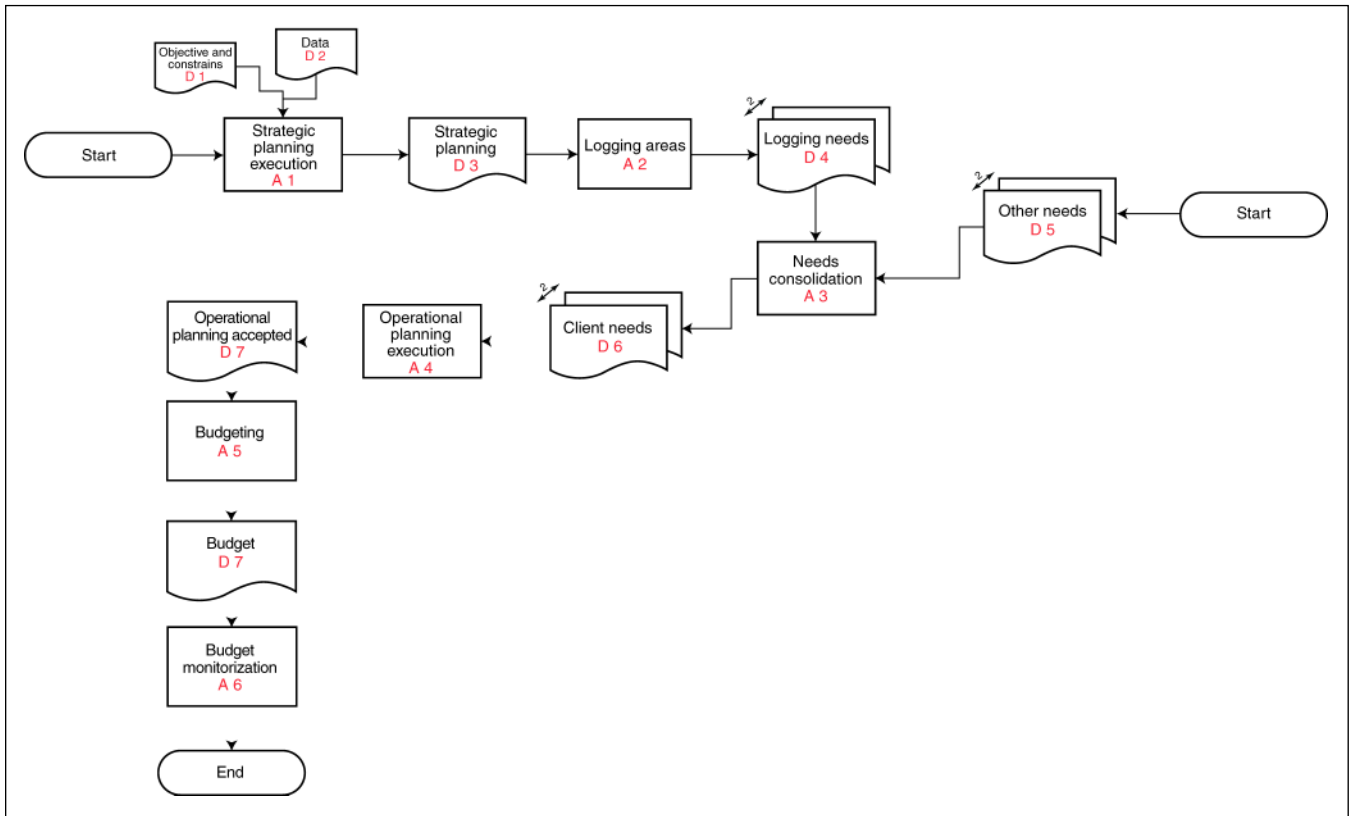 Objective and
constrains
D 1
Data
D 2
Start
Strategic
planning
execution
A 1
Strategic
planning
D 3
Logging areas
A 2
2
Logging needs
D 4
2
Other needs
D 5
Start
Needs
consolidation
A 3
Operational
planning accepted
D 7
Operational
planning
execution
A 4
2
Client needs
D 6
Budgeting
A 5
Budget
D 7
Budget
monitorization
A 6
End